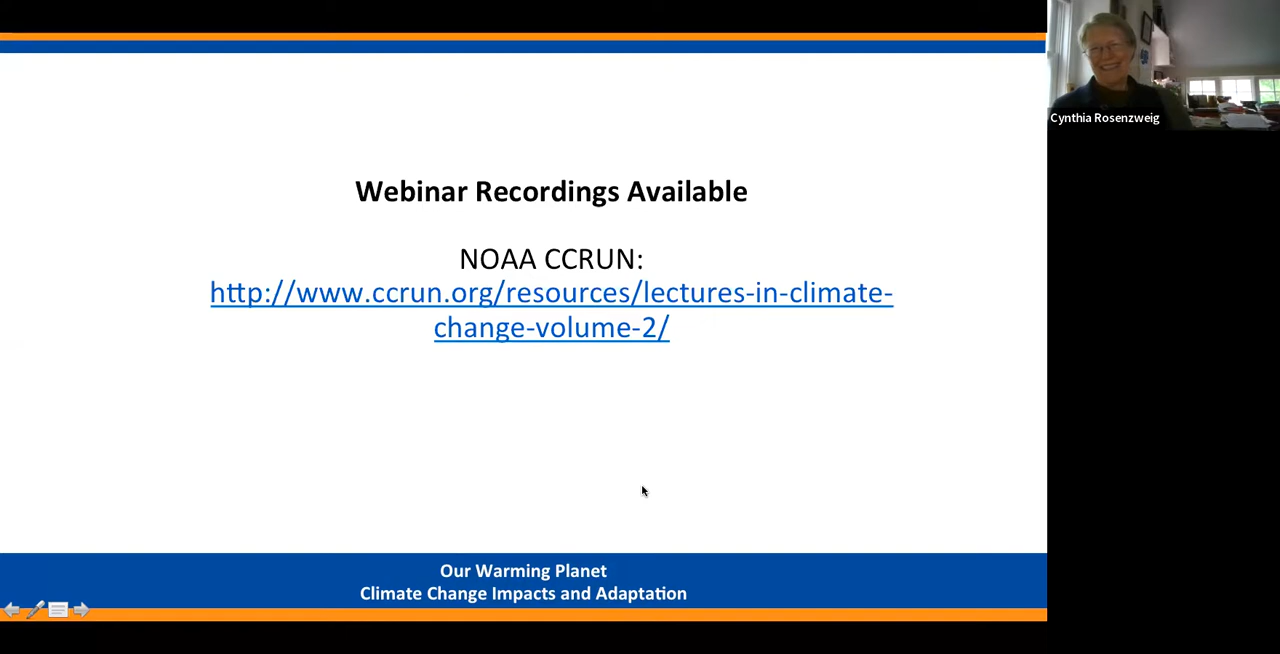 Webinar Recordings Available
NOAA CCRUN:
http://www.ccrun.org/resources/lectures-in-climate-
change-volume-2/
Our Warming Planet
Climate Change Impacts and Adaptation
Cynthia Rosenzweig